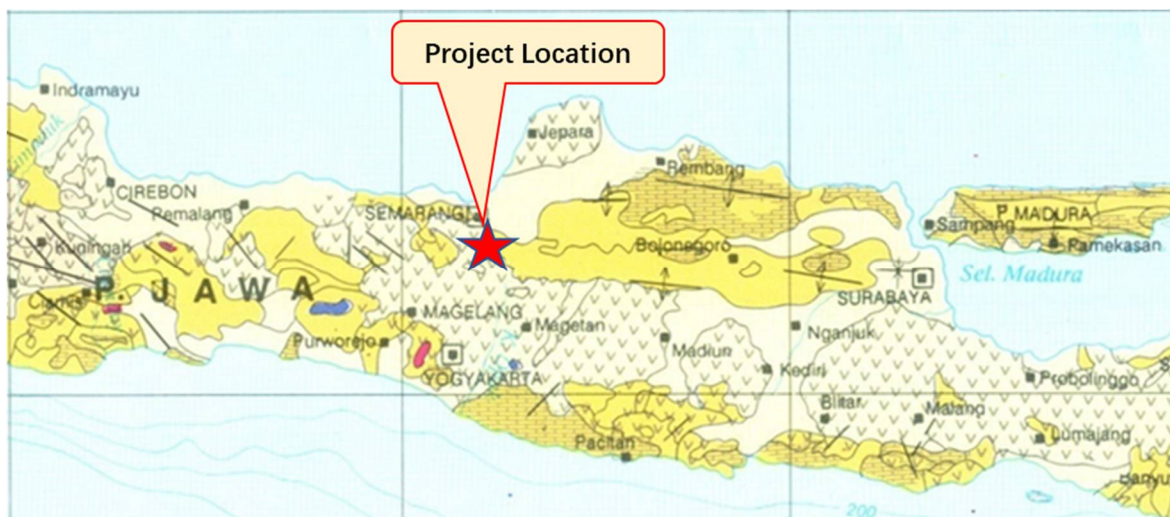 Project Location
Indramayu
Jepara
Rembang
CIREBON
Pemalang
SEMARANG
P. MADURA
Sampang
Pamekasan
Kuningan
Bojonegoro
Sel. Madura
Ciamis
P J A W A
SURABAYA
MAGELANG
Magetan
Nganjuk
Purworejo
Madiun
YOGYAKARTA
Kediri
Probolinggo
Blitar
Malang
Lumajang
Pacitan
200